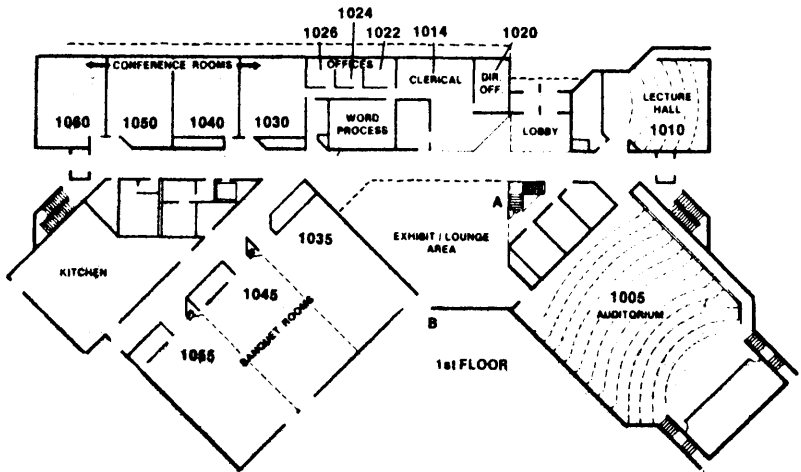 1024
1026
1022
1014
1020
CONFERENCE ROOMS
OFFICES
CLERICAL
DIR.
OFF.
LECTURE
HALL
1010
1060
1050
1040
1030
WORD
PROCESS
LOBBY
A
1035
EXHIBIT / LOUNGE
AREA
KITCHEN
1045
1055
BANQUET ROOMS
1005
AUDITORIUM
B
1st FLOOR